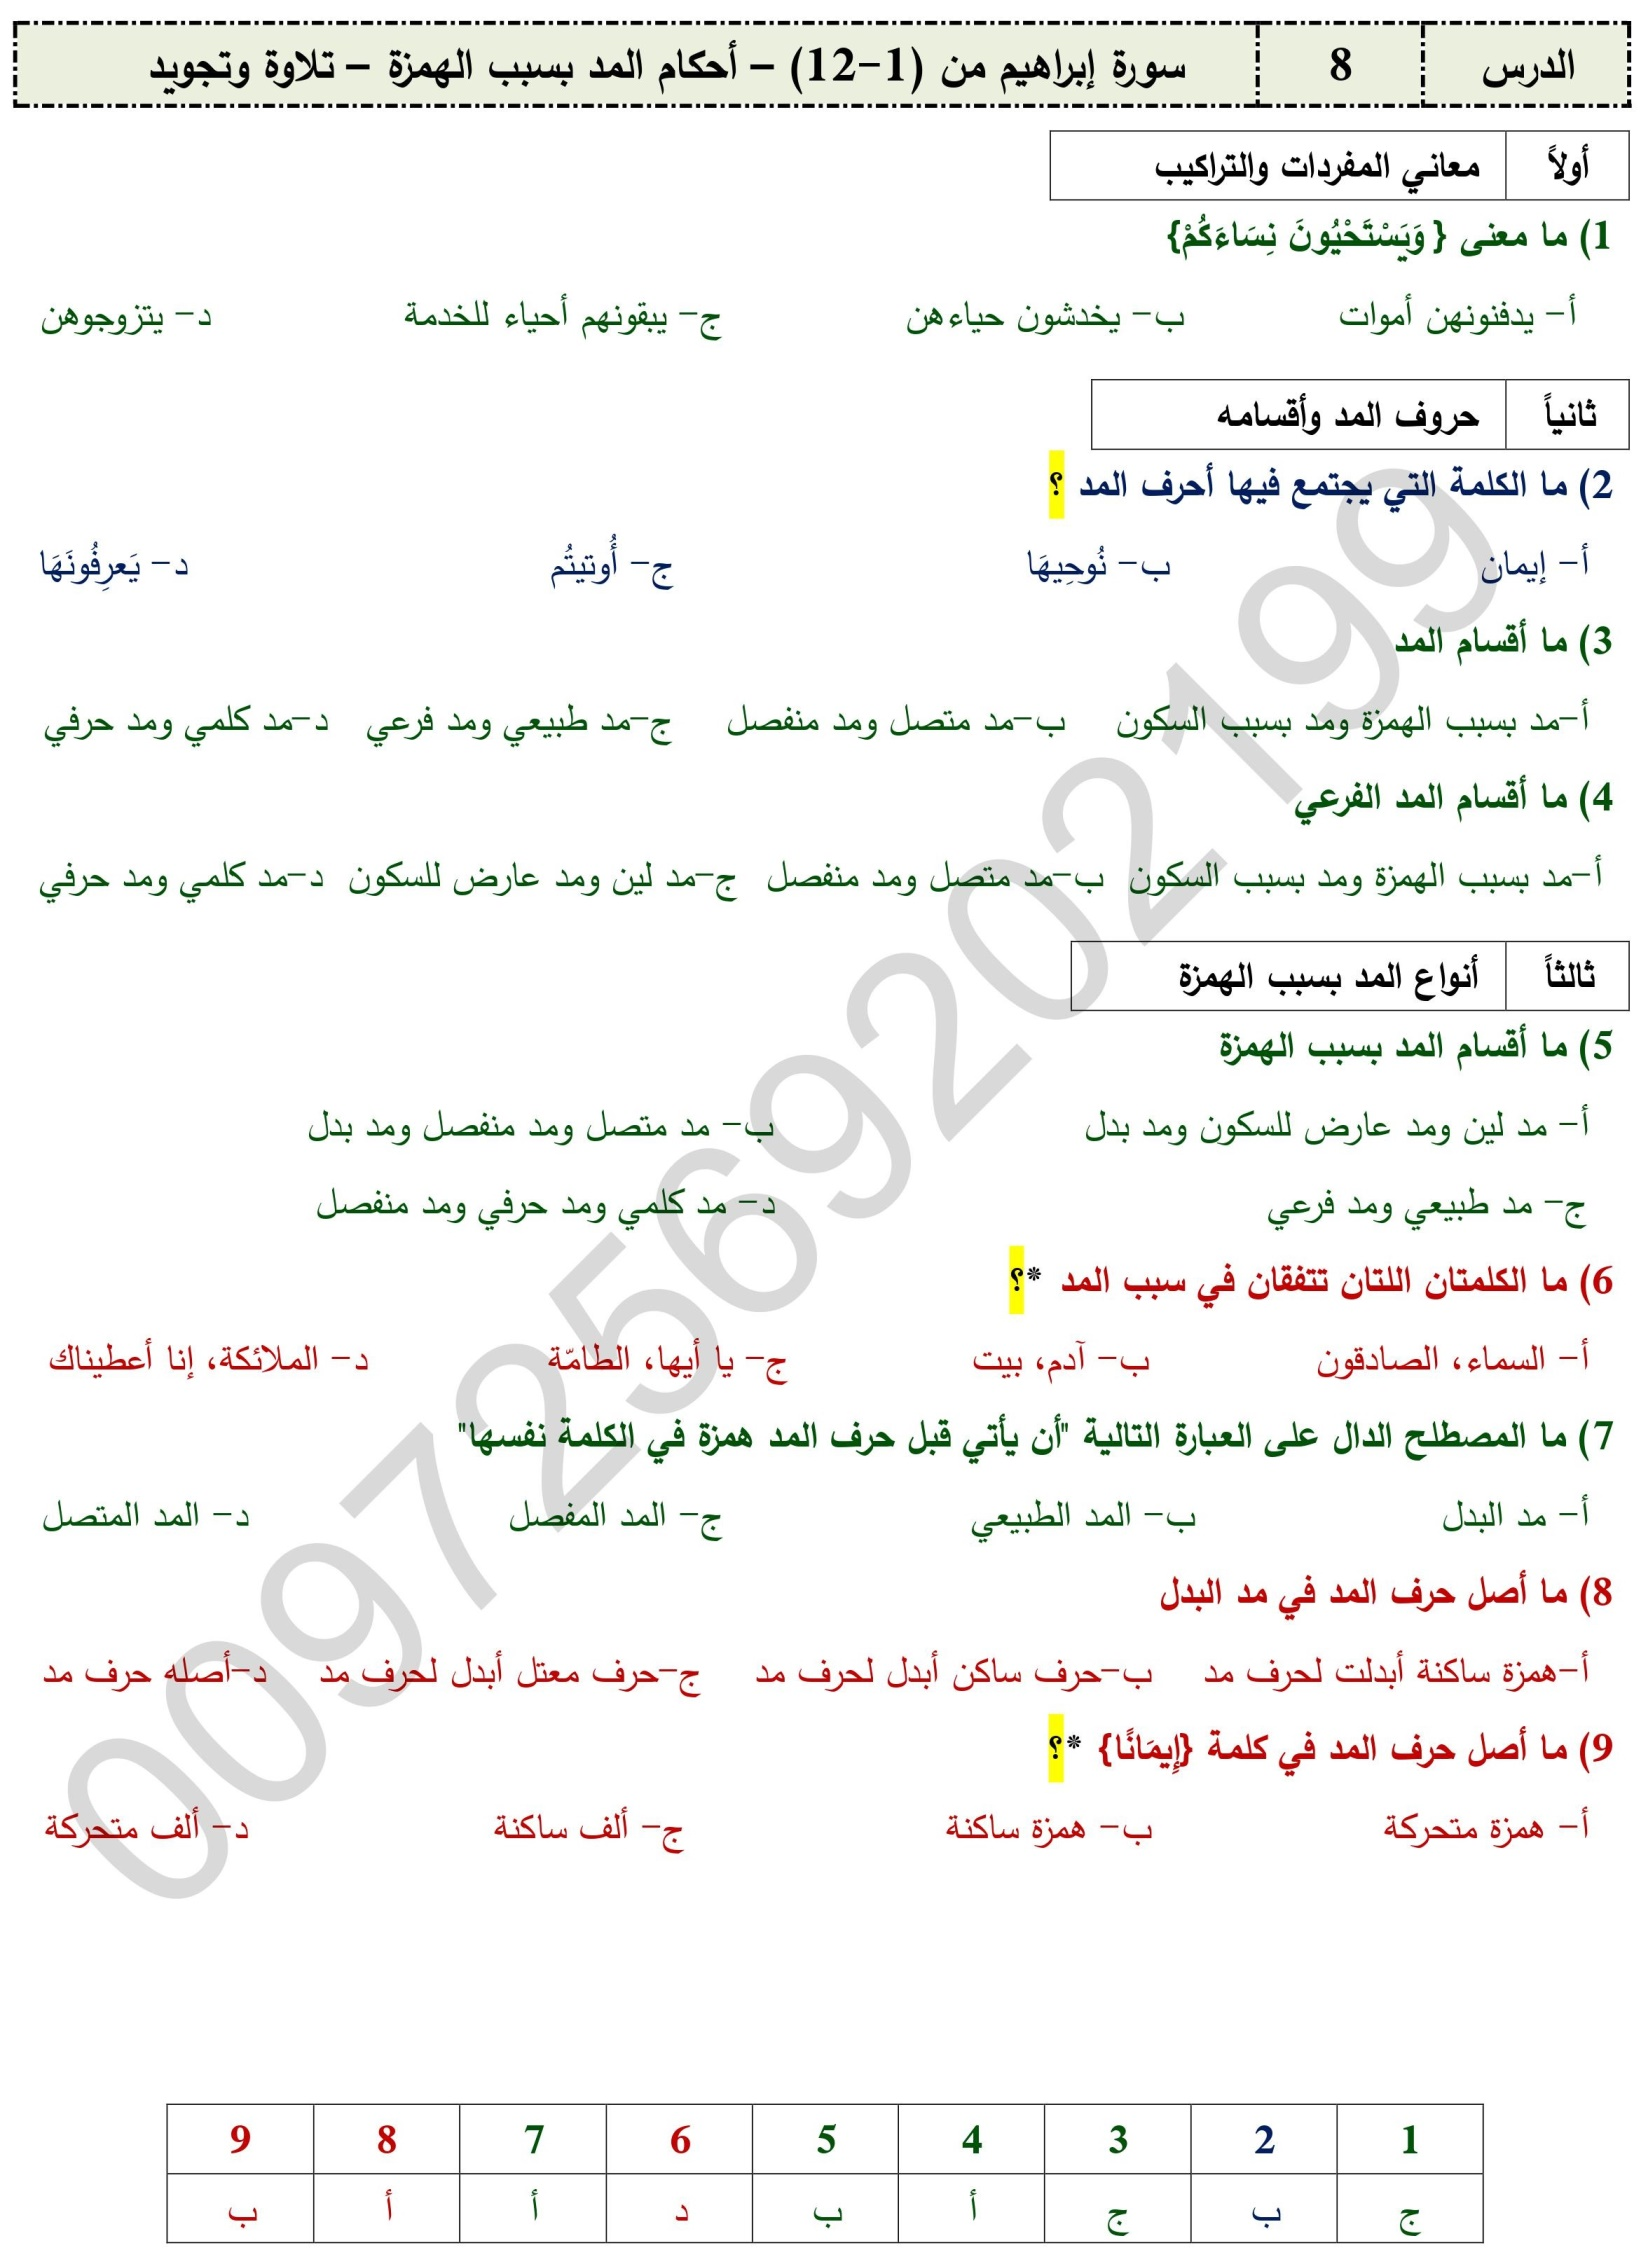 الدرس 8 سورة إبراهيم من (1-12) – أحكام المد بسبب الهمزة – تلاوة وتجويد
أولاً معاني المفردات والتراكيب
1) ما معنى { وَيَسْتَحْيُونَ نِسَاءَكُمْ}
أ- يدفنونهن أموات ب- يخدشون حياءهن ج- يبقونهم أحياء للخدمة د- يتزوجوهن
ثانياً حروف المد وأقسامه
2) ما الكلمة التي يجتمع فيها أحرف المد ؟
أ- إيمان ب- نُوحِيهَا ج- أُوتيتُم د- يَعرِفُونَهَا
3) ما أقسام المد
أ-مد بسبب الهمزة ومد بسبب السكون ب-مد متصل ومد منفصل ج-مد طبيعي ومد فرعي د-مد كلمي ومد حرفي
4) ما أقسام المد الفرعي
أ-مد بسبب الهمزة ومد بسبب السكون ب-مد متصل ومد منفصل ج-مد لين ومد عارض للسكون د-مد كلمي ومد حرفي
ثالثاً أنواع المد بسبب الهمزة
5) ما أقسام المد بسبب الهمزة
أ- مد لين ومد عارض للسكون ومد بدل ب- مد متصل ومد منفصل ومد بدل
ج- مد طبيعي ومد فرعي د- مد كلمي ومد حرفي ومد منفصل
6) ما الكلمتان اللتان تتفقان في سبب المد *؟
أ- السماء، الصادقون ب- آدم، بيت ج- يا أيها، الطامّة د- الملائكة، إنا أعطيناك
7) ما المصطلح الدال على العبارة التالية "أن يأتي قبل حرف المد همزة في الكلمة نفسها"
أ- مد البدل ب- المد الطبيعي ج- المد المفصل د- المد المتصل
8) ما أصل حرف المد في مد البدل
أ-همزة ساكنة أبدلت لحرف مد ب-حرف ساكن أبدل لحرف مد ج-حرف معتل أبدل لحرف مد د-أصله حرف مد
9) ما أصل حرف المد في كلمة {إِيمَانًا} *؟
أ- همزة متحركة ب- همزة ساكنة ج- ألف ساكنة د- ألف متحركة
00972569202199
1 2 3 4 5 6 7 8 9
ج ب ج أ ب د أ أ ب